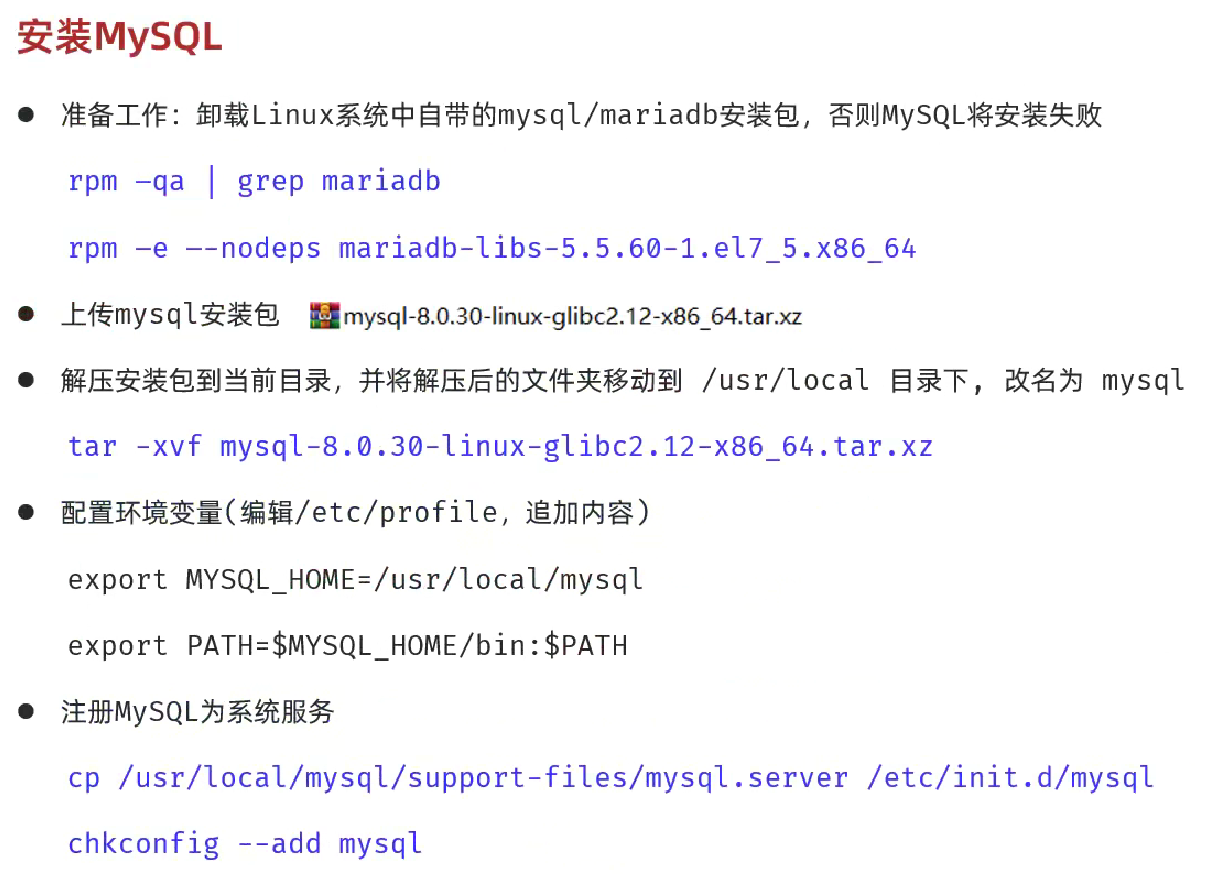 安装MySQL
● 准备工作：卸载Linux系统中自带的mysql/mariadb安装包，否则MySQL将安装失败
rpm –qa | grep mariadb
rpm –e –-nodeps mariadb-libs-5.5.60-1.el7_5.x86_64
● 上传mysql安装包 mysql-8.0.30-linux-glibc2.12-x86_64.tar.xz
● 解压安装包到当前目录，并将解压后的文件夹移动到 /usr/local 目录下, 改名为 mysql
tar -xvf mysql-8.0.30-linux-glibc2.12-x86_64.tar.xz
● 配置环境变量(编辑/etc/profile，追加内容)
export MYSQL_HOME=/usr/local/mysql
export PATH=$MYSQL_HOME/bin:$PATH
● 注册MySQL为系统服务
cp /usr/local/mysql/support-files/mysql.server /etc/init.d/mysql
chkconfig --add mysql